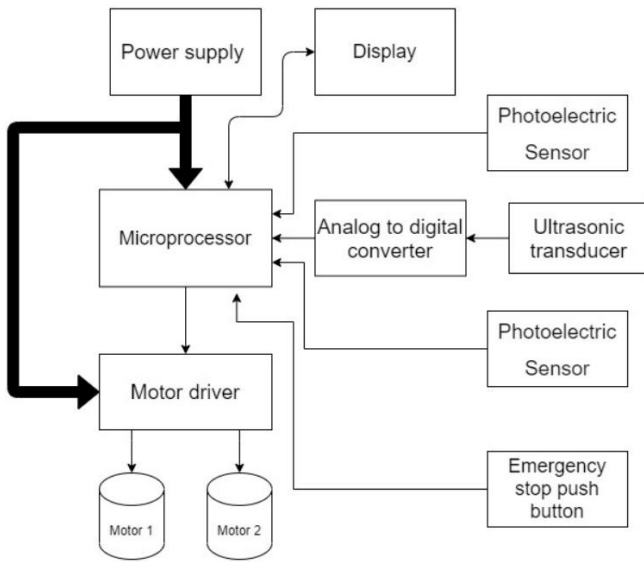 Power supply
Display
Photoelectric
Sensor
Microprocessor
Analog to digital
converter
Ultrasonic
transducer
Photoelectric
Sensor
Motor driver
Emergency
stop push
button
Motor 1
Motor 2